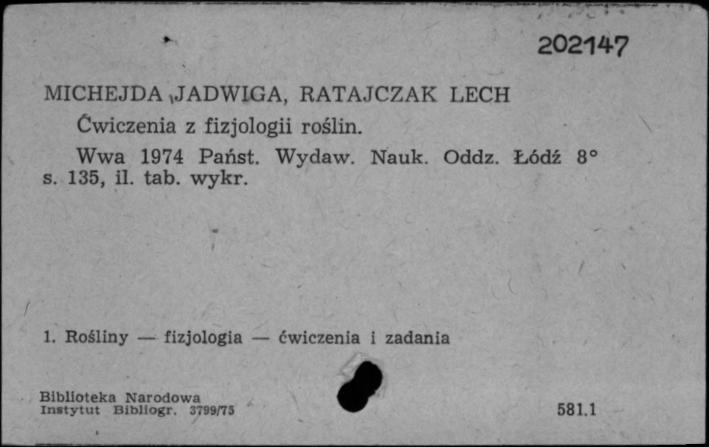 202147
MICHEJDA JADWIGA, RATAJCZAK LECH
Ćwiczenia z fizjologii roślin.
Wwa 1974 Państ. Wydaw. Nauk. Oddz. Łódź 8°
s. 135, il. tab. wykr.
1. Rośliny — fizjologia — ćwiczenia i zadania
Biblioteka Narodowa
Instytut Bibliogr. 3799/75
581.1